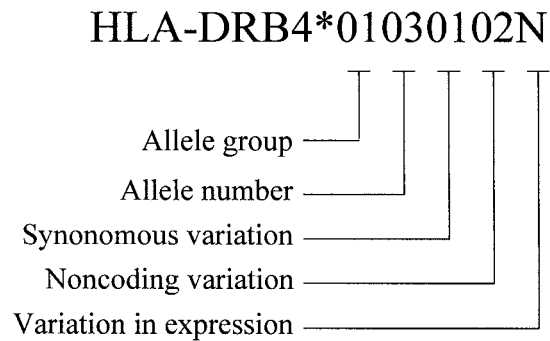 HLA-DRB4*01030102N
Allele group
Allele number
Synonomous variation
Noncoding variation
Variation in expression